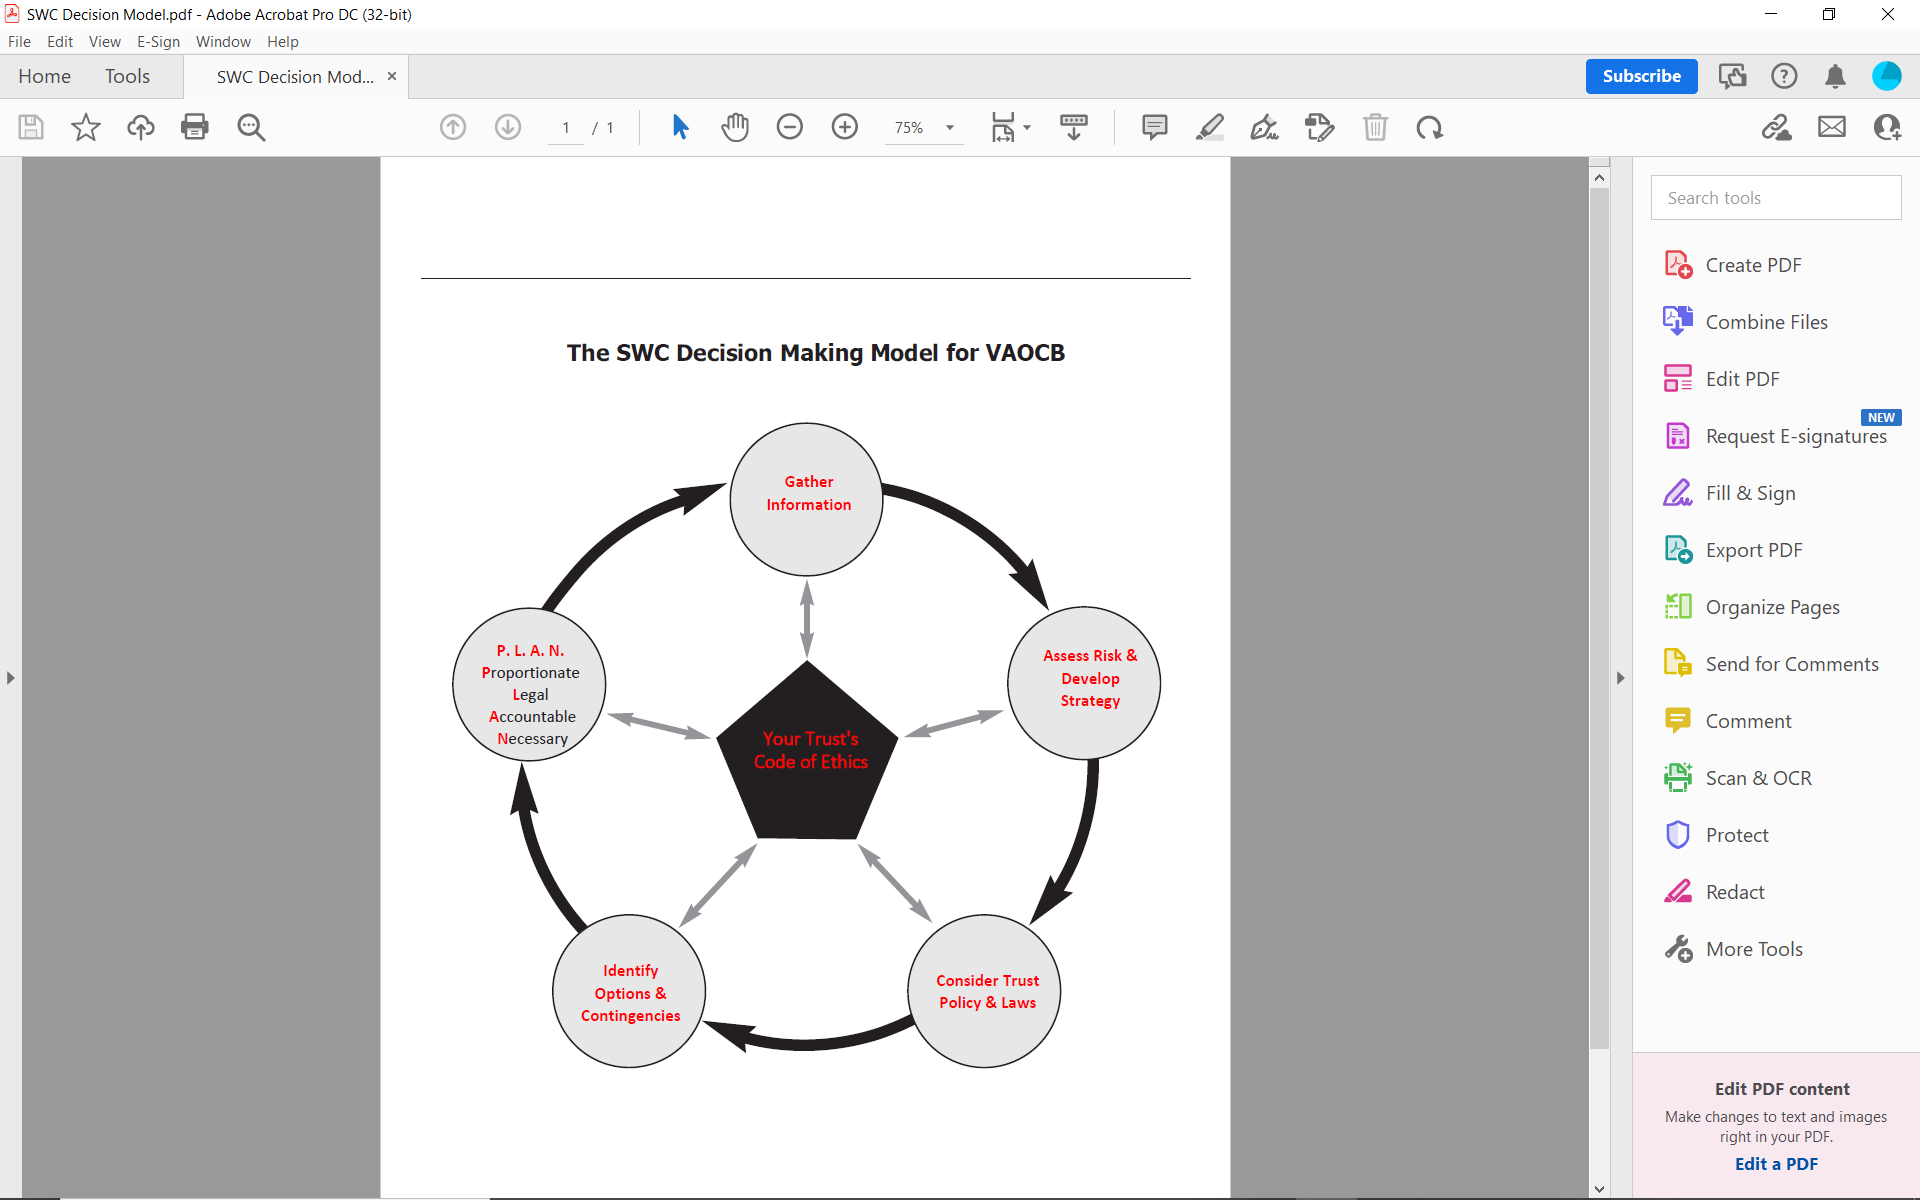 SWC Decision Model.pdf - Adobe Acrobat Pro DC (32-bit)
File Edit View E-Sign Window Help
Home Tools SWC Decision Mod... ×
Subscribe
1 / 1 75%
The SWC Decision Making Model for VAOCB
Gather
Information
Assess Risk &
Develop
Strategy
Consider Trust
Policy & Laws
Identify
Options &
Contingencies
P. L. A. N.
Proportionate
Legal
Accountable
Necessary
Your Trust's
Code of Ethics
Search tools
Create PDF
Combine Files
Edit PDF
NEW
Request E-signatures
Fill & Sign
Export PDF
Organize Pages
Send for Comments
Comment
Scan & OCR
Protect
Redact
More Tools
Edit PDF content
Make changes to text and images
right in your PDF.
Edit a PDF